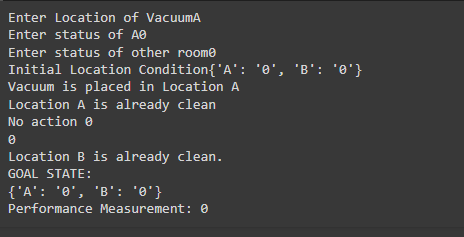 Enter Location of VacuumA
Enter status of A0
Enter status of other room0
Initial Location Condition{'A': '0', 'B': '0'}
Vacuum is placed in Location A
Location A is already clean
No action 0
0
Location B is already clean.
GOAL STATE:
{'A': '0', 'B': '0'}
Performance Measurement: 0